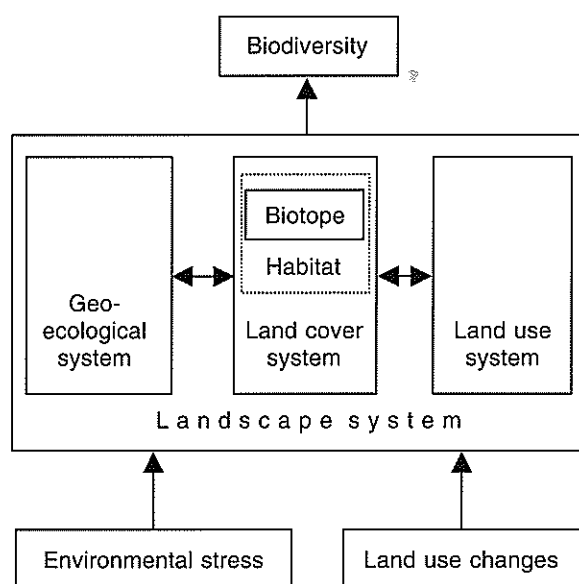 Biodiversity
Biotope
Habitat
Geo-
ecological
system
Land cover
system
Land use
system
Landscape system
Environmental stress
Land use changes